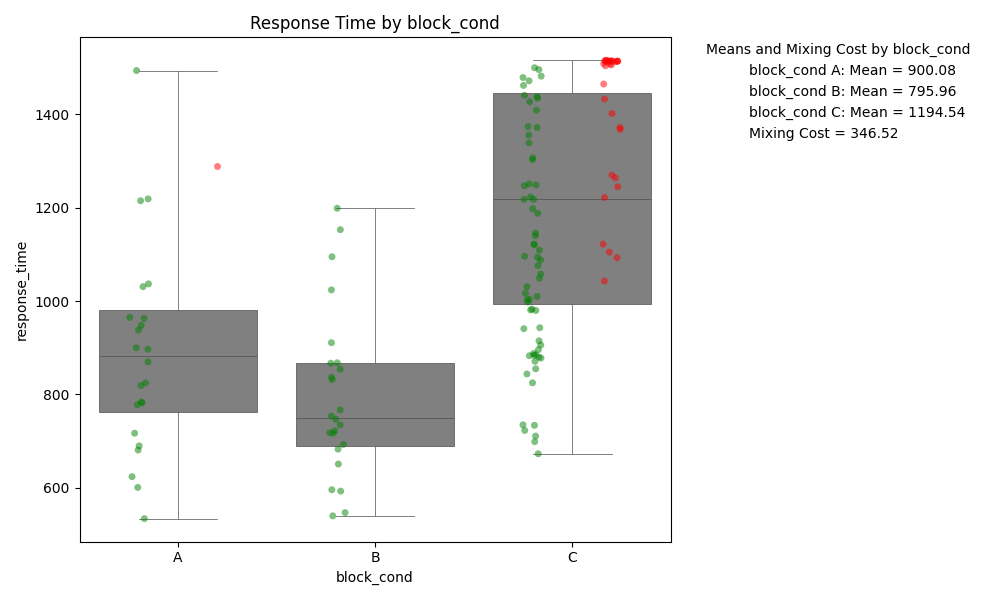 Response Time by block_cond
Means and Mixing Cost by block_cond
block_cond A: Mean = 900.08
block_cond B: Mean = 795.96
block_cond C: Mean = 1194.54
Mixing Cost = 346.52
response_time
1400
1200
1000
800
600
A
B
C
block_cond